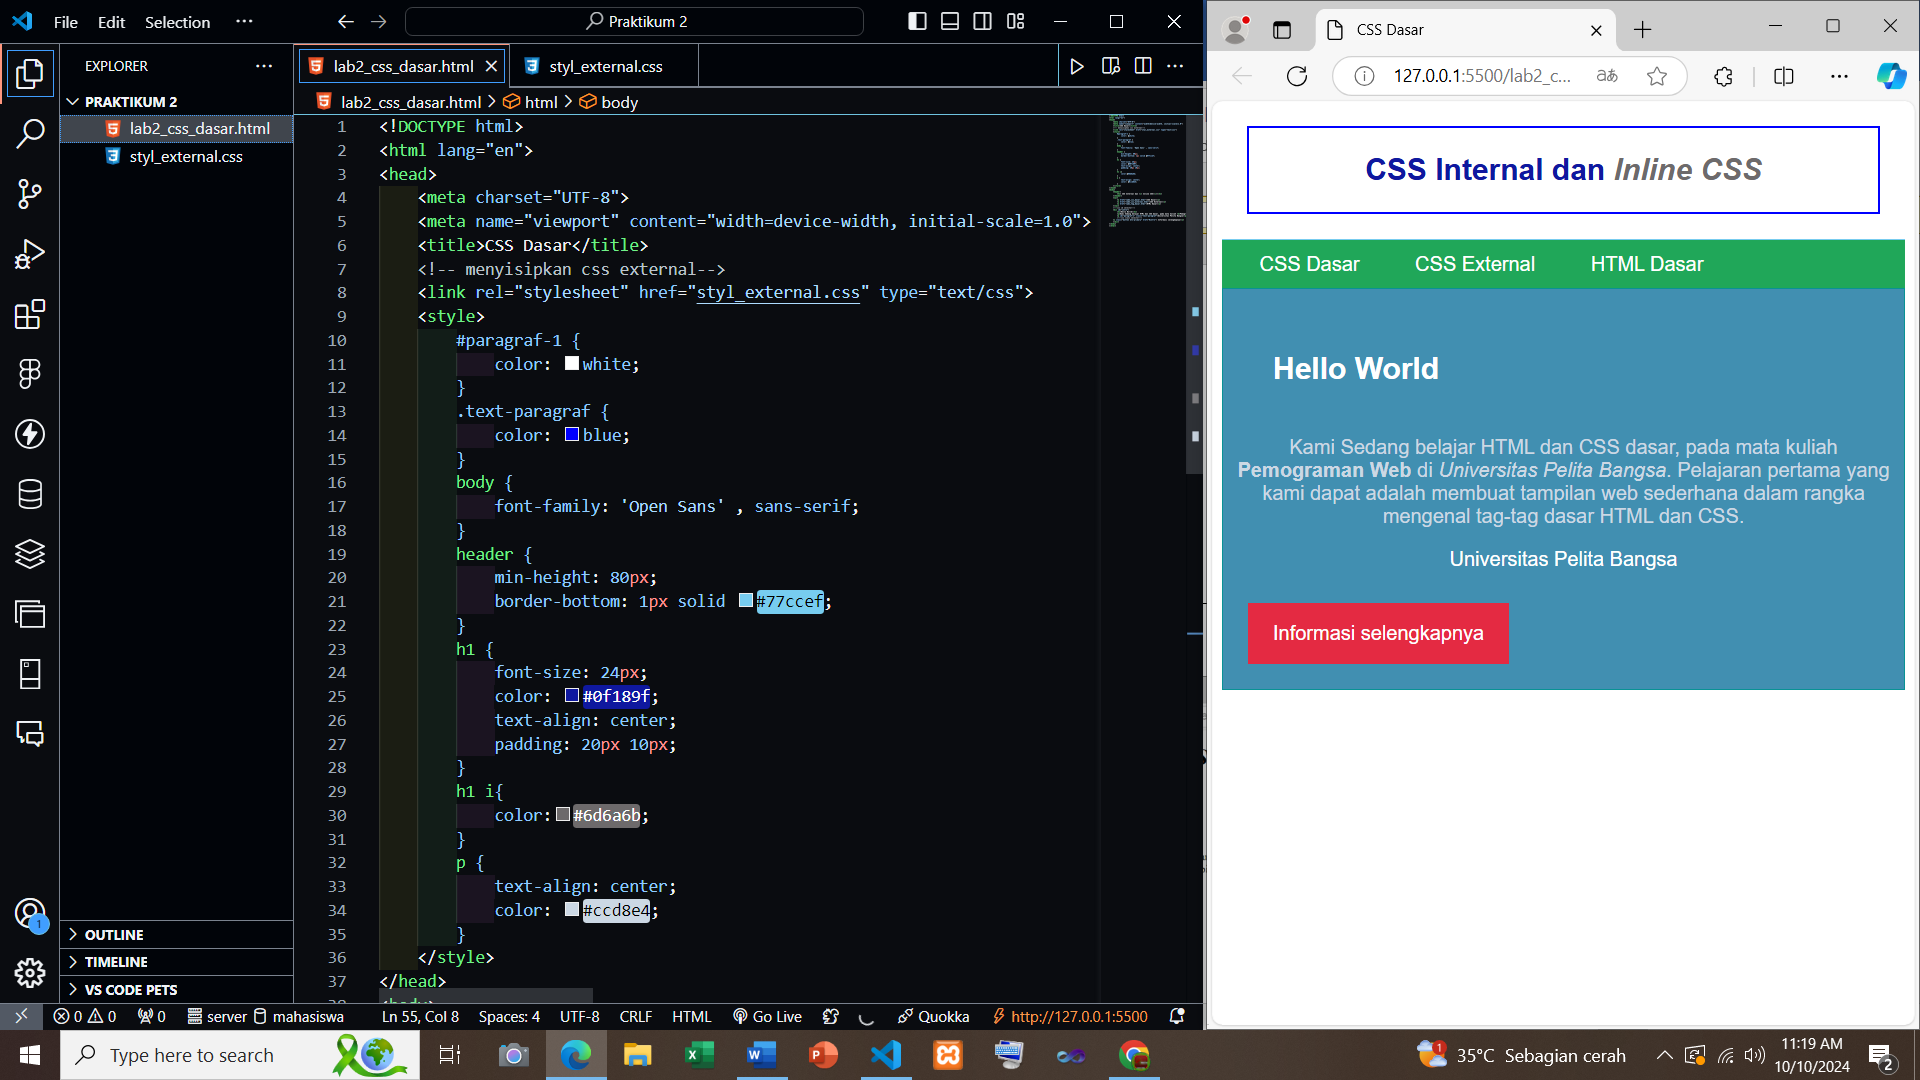 File Edit Selection ···
Praktikum 2
EXPLORER
PRAKTIKUM 2
lab2_css_dasar.html
styl_external.css
OUTLINE
TIMELINE
VS CODE PETS
lab2_css_dasar.html
styl_external.css
lab2_css_dasar.html > html > body
1 <!DOCTYPE html>
2 <html lang="en">
3 <head>
4 <meta charset="UTF-8">
5 <meta name="viewport" content="width=device-width, initial-scale=1.0">
6 <title>CSS Dasar</title>
7 <!-- menyisipkan css external-->
8 <link rel="stylesheet" href="styl_external.css" type="text/css">
9 <style>
10 #paragraf-1 {
11 color: white;
12 }
13 .text-paragraf {
14 color: blue;
15 }
16 body {
17 font-family: 'Open Sans' , sans-serif;
18 }
19 header {
20 min-height: 80px;
21 border-bottom: 1px solid #77ccef;
22 }
23 h1 {
24 font-size: 24px;
25 color: #0f189f;
26 text-align: center;
27 padding: 20px 10px;
28 }
29 h1 i{
30 color:#6d6a6b;
31 }
32 p {
33 text-align: center;
34 color: #ccd8e4;
35 }
36 </style>
37 </head>
38 <body>
1
0 0 0 server mahasiswa Ln 55, Col 8 Spaces: 4 UTF-8 CRLF HTML Go Live Quokka http://127.0.0.1:5500
CSS Dasar
127.0.0.1:5500/lab2_c...
CSS Internal dan Inline CSS
CSS Dasar CSS External HTML Dasar
Hello World
Kami Sedang belajar HTML dan CSS dasar, pada mata kuliah
Pemograman Web di Universitas Pelita Bangsa. Pelajaran pertama yang
kami dapat adalah membuat tampilan web sederhana dalam rangka
mengenal tag-tag dasar HTML dan CSS.
Universitas Pelita Bangsa
Informasi selengkapnya
Type here to search
1
35°C Sebagian cerah
11:19 AM
10/10/2024
2